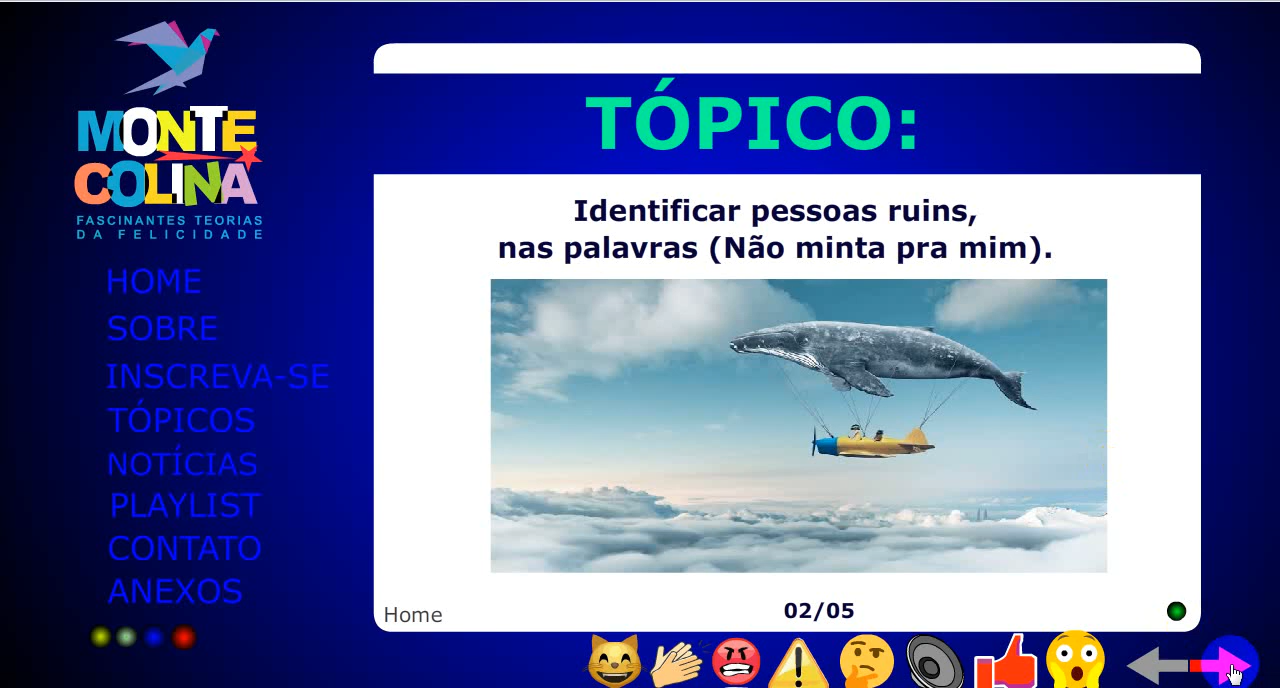 MONTE
COLINA
FASCINANTES TEORIAS
DA FELICIDADE
HOME
SOBRE
INSCREVA-SE
TÓPICOS
NOTÍCIAS
PLAYLIST
CONTATO
ANEXOS
TÓPICO:
Identificar pessoas ruins,
nas palavras (Não minta pra mim).
Home
02/05